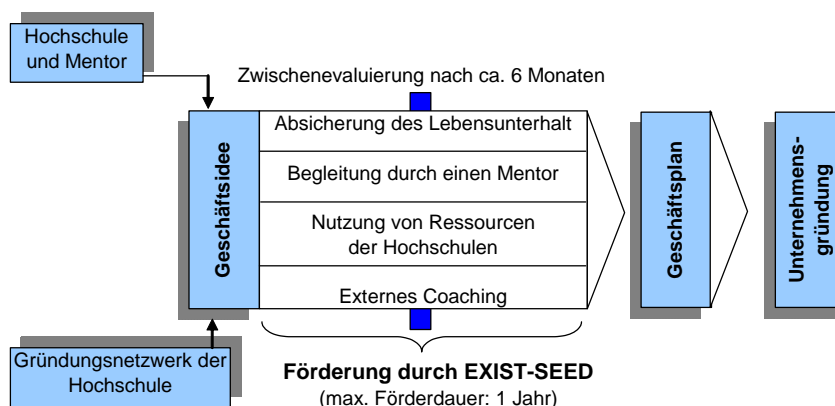 Hochschule
und Mentor
Zwischenevaluierung nach ca. 6 Monaten
Geschäftsidee
Absicherung des Lebensunterhalt
Begleitung durch einen Mentor
Nutzung von Ressourcen
der Hochschulen
Externes Coaching
Geschäftsplan
Unternehmens-
gründung
Gründungsnetzwerk der
Hochschule
Förderung durch EXIST-SEED
(max. Förderdauer: 1 Jahr)